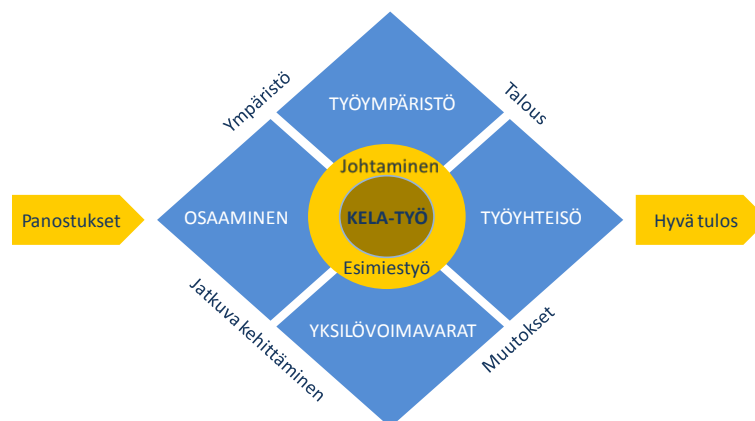 Ympäristö
Talous
TYÖYMPÄRISTÖ
Johtaminen
Panostukset
OSAAMINEN
KELA-TYÖ
TYÖYHTEISÖ
Hyvä tulos
Esimiestyö
Jatkuva kehittäminen
YKSILÖVOIMAVARAT
Muutokset